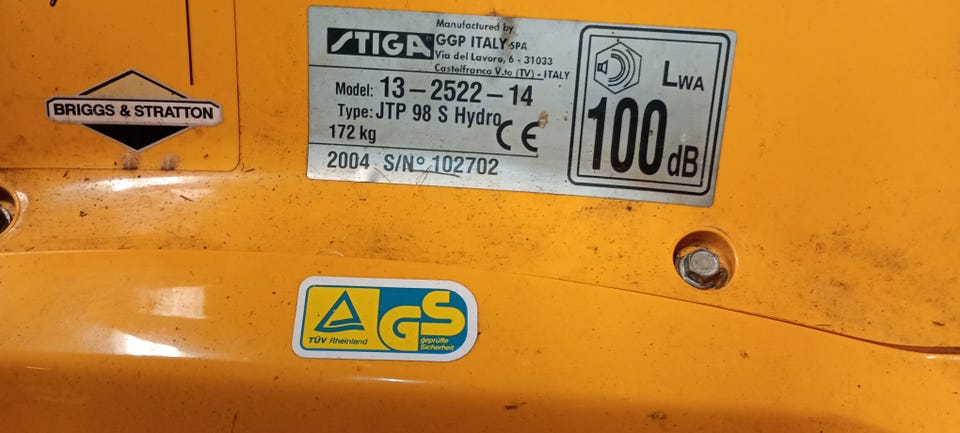 BRIGGS & STRATTON
STIGA
Manufactured by
GGP ITALY SPA
Via del Lavoro, 6 - 31033
Castelfranco V.to (TV) - ITALY
Model: 13-2522-14
Type: JTP 98 S Hydro
172 kg
CE
2004 S/N° 102702
LWA
100 dB
TÜV Rheinland
GS
geprüfte
Sicherheit